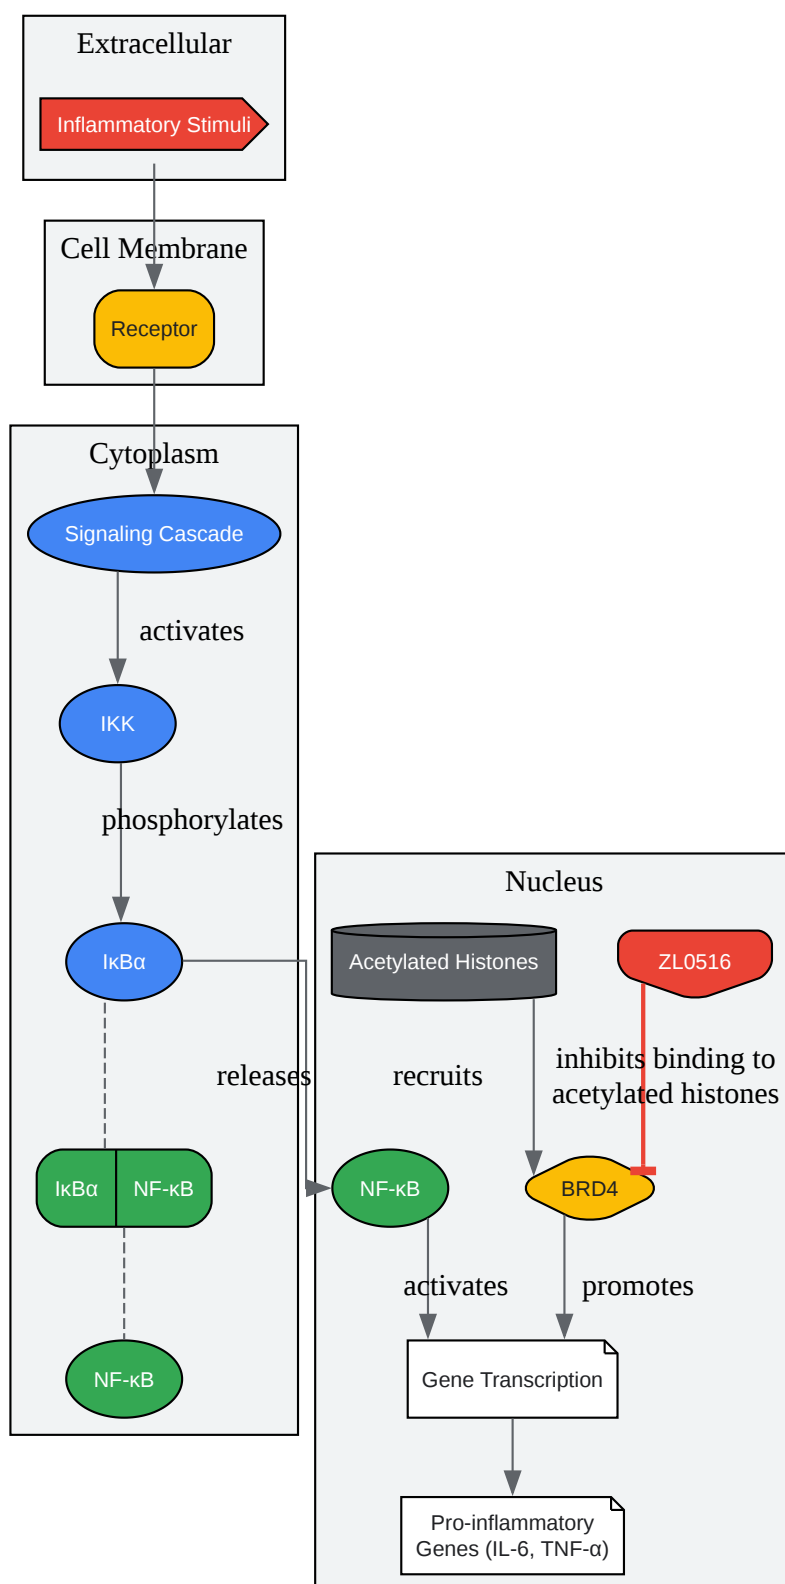 Extracellular
Inflammatory Stimuli
Cell Membrane
Receptor
Cytoplasm
Signaling Cascade
activates
IKK
phosphorylates
IκBα
releases
IκBα
NF-κB
NF-κB
Nucleus
Acetylated Histones
ZL0516
recruits
inhibits binding to
acetylated histones
NF-κB
BRD4
activates
promotes
Gene Transcription
Pro-inflammatory
Genes (IL-6, TNF-α)